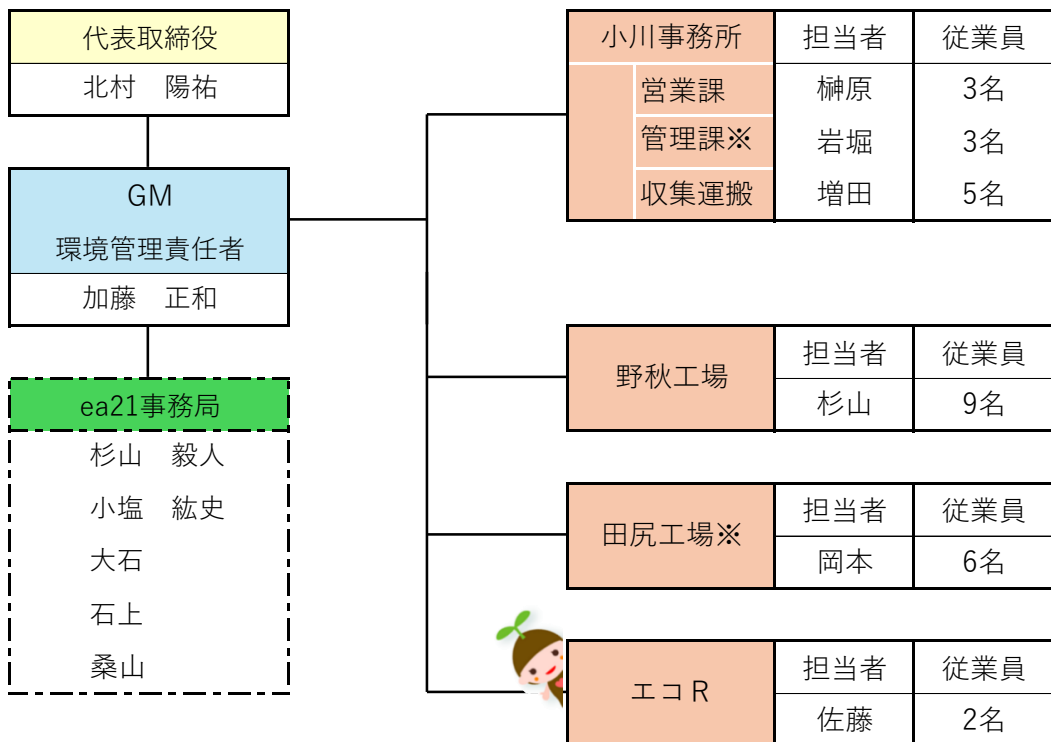 代表取締役
北村　陽祐
GM
環境管理責任者
加藤　正和
ea21事務局
杉山　毅人
小塩　紘史
大石
石上
桑山
小川事務所 担当者 従業員
営業課 榊原 3名
管理課※ 岩堀 3名
収集運搬 増田 5名
野秋工場 担当者 従業員
杉山 9名
田尻工場※ 担当者 従業員
岡本 6名
エコR 担当者 従業員
佐藤 2名